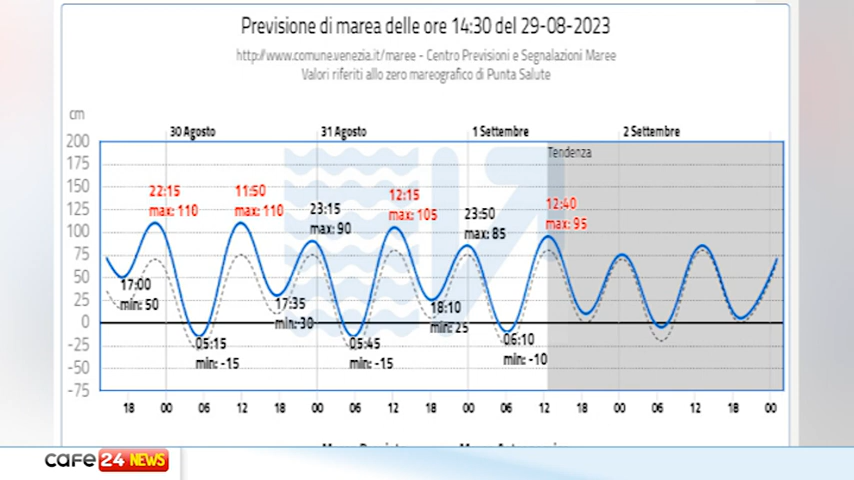 Previsione di marea delle ore 14:30 del 29-08-2023
http://www.comune.venezia.it/maree - Centro Previsioni e Segnalazioni Maree
Valori riferiti allo zero mareografico di Punta Salute
cm
30 Agosto 31 Agosto 1 Settembre 2 Settembre
200
175
150
125
100
75
50
25
0
-25
-50
-75
Tendenza
22:15
max: 110
11:50
max: 110
23:15
max: 90
12:15
max: 105
23:50
max: 85
12:40
max: 95
17:00
min: 50
05:15
min: -15
17:35
min: 30
05:45
min: -15
18:10
min: 25
06:10
min: -10
18 00 06 12 18 00 06 12 18 00 06 12 18 00 06 12 18 00
cafe 24 NEWS